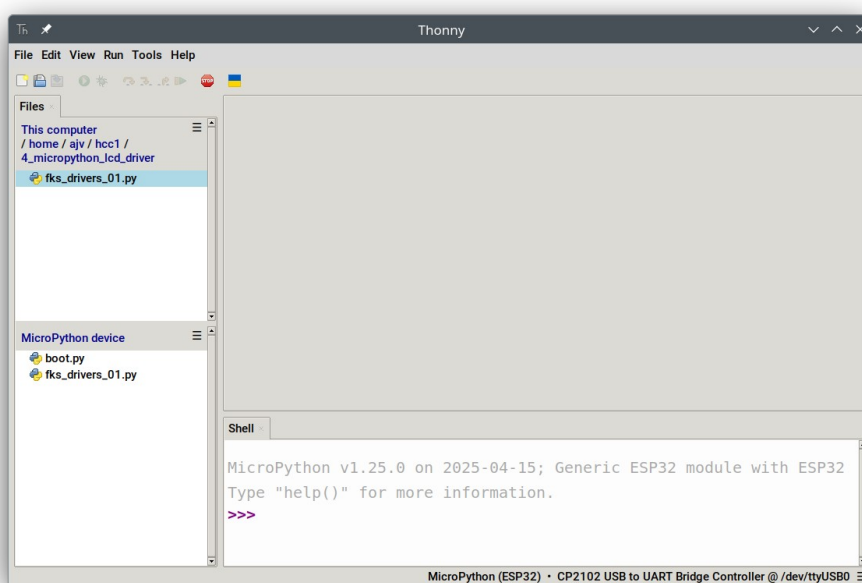 Th
Thonny
File Edit View Run Tools Help
STOP
Files
This computer
/ home / ajv / hcc1 /
4_micropython_lcd_driver
fks_drivers_01.py
MicroPython device
boot.py
fks_drivers_01.py
Shell
MicroPython v1.25.0 on 2025-04-15; Generic ESP32 module with ESP32
Type "help()" for more information.
>>>
MicroPython (ESP32) • CP2102 USB to UART Bridge Controller @ /dev/ttyUSB0